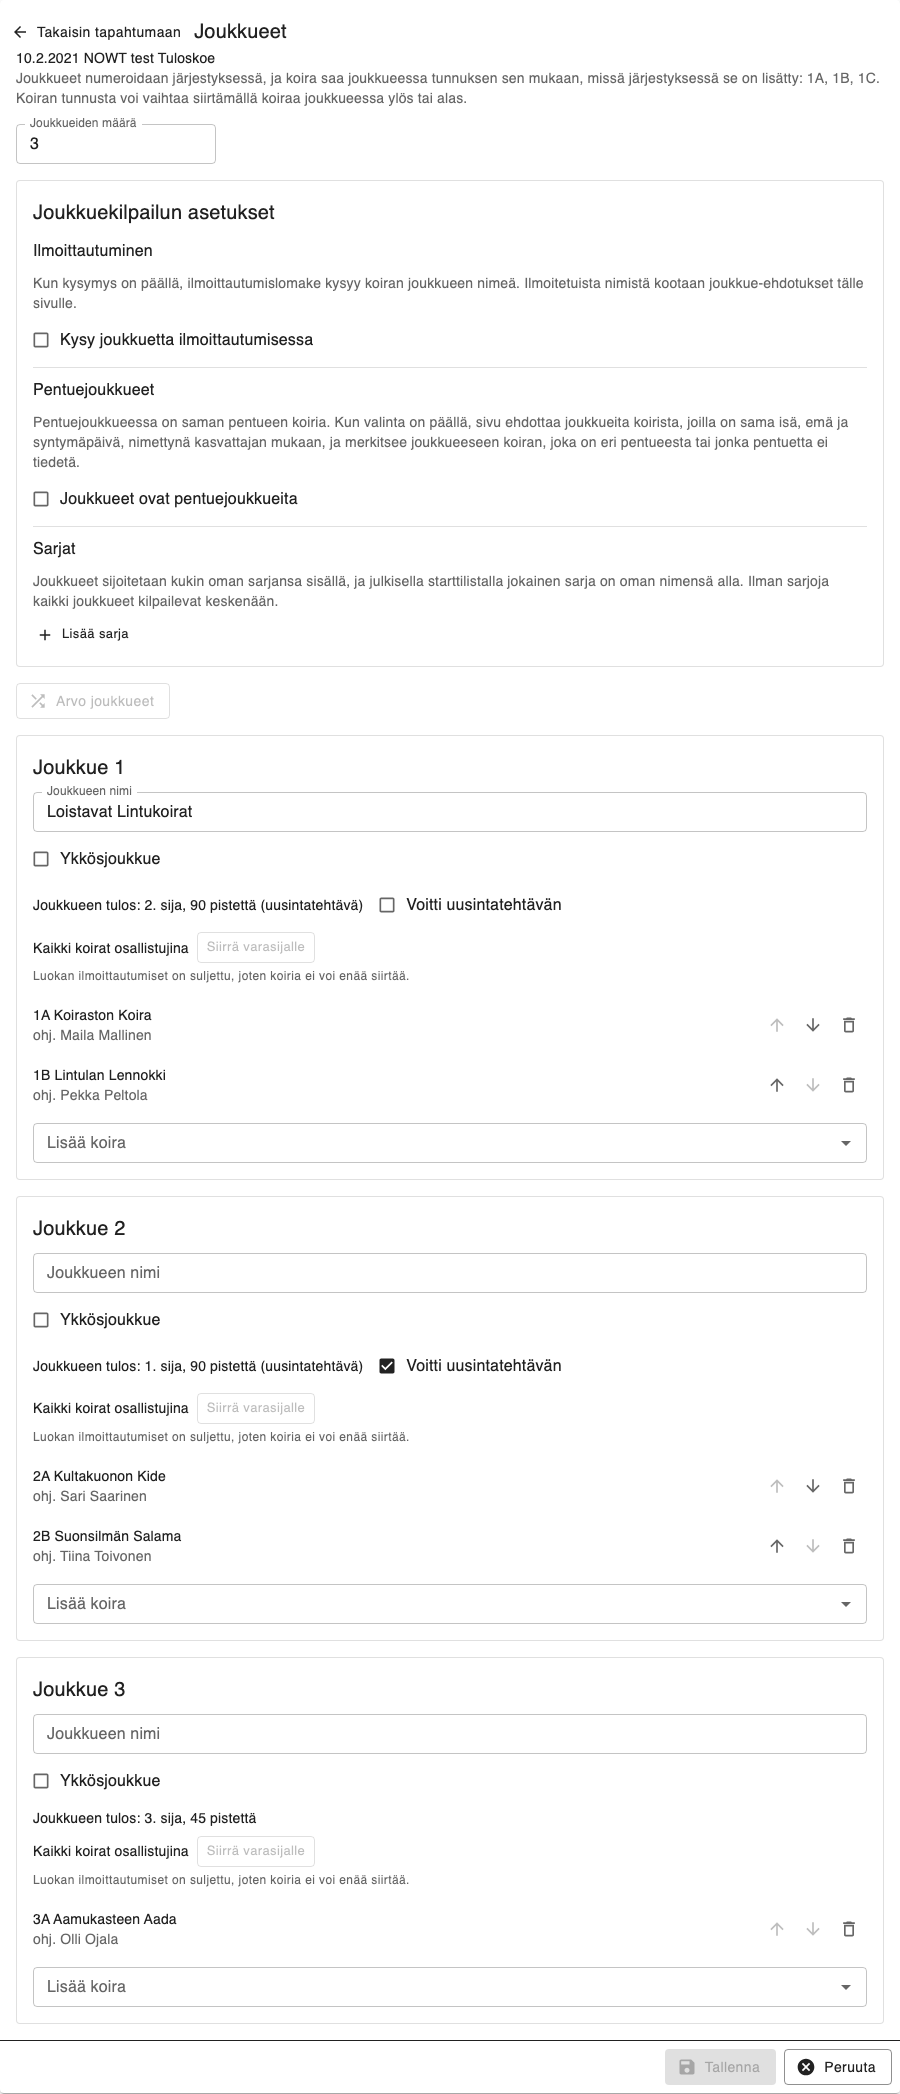 Takaisin tapahtumaan Joukkueet
10.2.2021 NOWT test Tuloskoe
Joukkueet numeroidaan järjestyksessä, ja koira saa joukkueessa tunnuksen sen mukaan, missä järjestyksessä se on lisätty: 1A, 1B, 1C.
Koiran tunnusta voi vaihtaa siirtämällä koiraa joukkueessa ylös tai alas.
Joukkueiden määrä
3
Joukkuekilpailun asetukset
Ilmoittautuminen
Kun kysymys on päällä, ilmoittautumislomake kysyy koiran joukkueen nimeä. Ilmoitetuista nimistä kootaan joukkue-ehdotukset tälle
sivulle.
Kysy joukkuetta ilmoittautumisessa
Pentuejoukkueet
Pentuejoukkueessa on saman pentueen koiria. Kun valinta on päällä, sivu ehdottaa joukkueita koirista, joilla on sama isä, emä ja
syntymäpäivä, nimettynä kasvattajan mukaan, ja merkitsee joukkueeseen koiran, joka on eri pentueesta tai jonka pentuetta ei
tiedetä.
Joukkueet ovat pentuejoukkueita
Sarjat
Joukkueet sijoitetaan kukin oman sarjansa sisällä, ja julkisella starttilistalla jokainen sarja on oman nimensä alla. Ilman sarjoja
kaikki joukkueet kilpailevat keskenään.
Lisää sarja
Arvo joukkueet
Joukkue 1
Joukkueen nimi
Loistavat Lintukoirat
Ykkösjoukkue
Joukkueen tulos: 2. sija, 90 pistettä (uusintatehtävä) Voitti uusintatehtävän
Kaikki koirat osallistujina Siirrä varasijalle
Luokan ilmoittautumiset on suljettu, joten koiria ei voi enää siirtää.
1A Koiraston Koira
ohj. Maila Mallinen
1B Lintulan Lennokki
ohj. Pekka Peltola
Lisää koira
Joukkue 2
Joukkueen nimi
Ykkösjoukkue
Joukkueen tulos: 1. sija, 90 pistettä (uusintatehtävä) Voitti uusintatehtävän
Kaikki koirat osallistujina Siirrä varasijalle
Luokan ilmoittautumiset on suljettu, joten koiria ei voi enää siirtää.
2A Kultakuonon Kide
ohj. Sari Saarinen
2B Suonsilmän Salama
ohj. Tiina Toivonen
Lisää koira
Joukkue 3
Joukkueen nimi
Ykkösjoukkue
Joukkueen tulos: 3. sija, 45 pistettä
Kaikki koirat osallistujina Siirrä varasijalle
Luokan ilmoittautumiset on suljettu, joten koiria ei voi enää siirtää.
3A Aamukasteen Aada
ohj. Olli Ojala
Lisää koira
Tallenna Peruuta